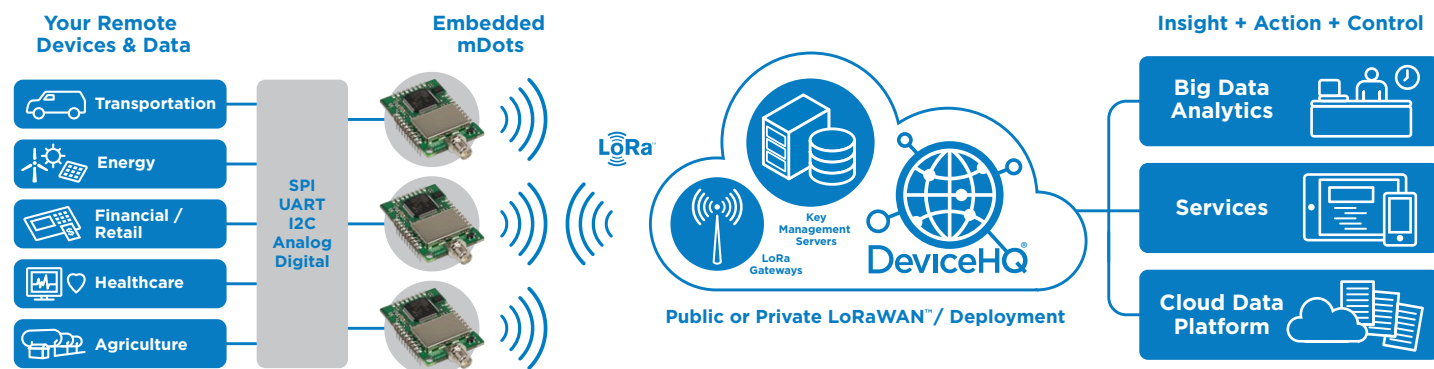 Your Remote
Devices & Data
Transportation
Energy
Financial /
Retail
Healthcare
Agriculture
SPI
UART
I2C
Analog
Digital
Embedded
mDots
LoRa™
Key
Management
Servers
LoRa
Gateways
DeviceHQ®
Public or Private LoRaWAN™/ Deployment
Insight + Action + Control
Big Data
Analytics
Services
Cloud Data
Platform